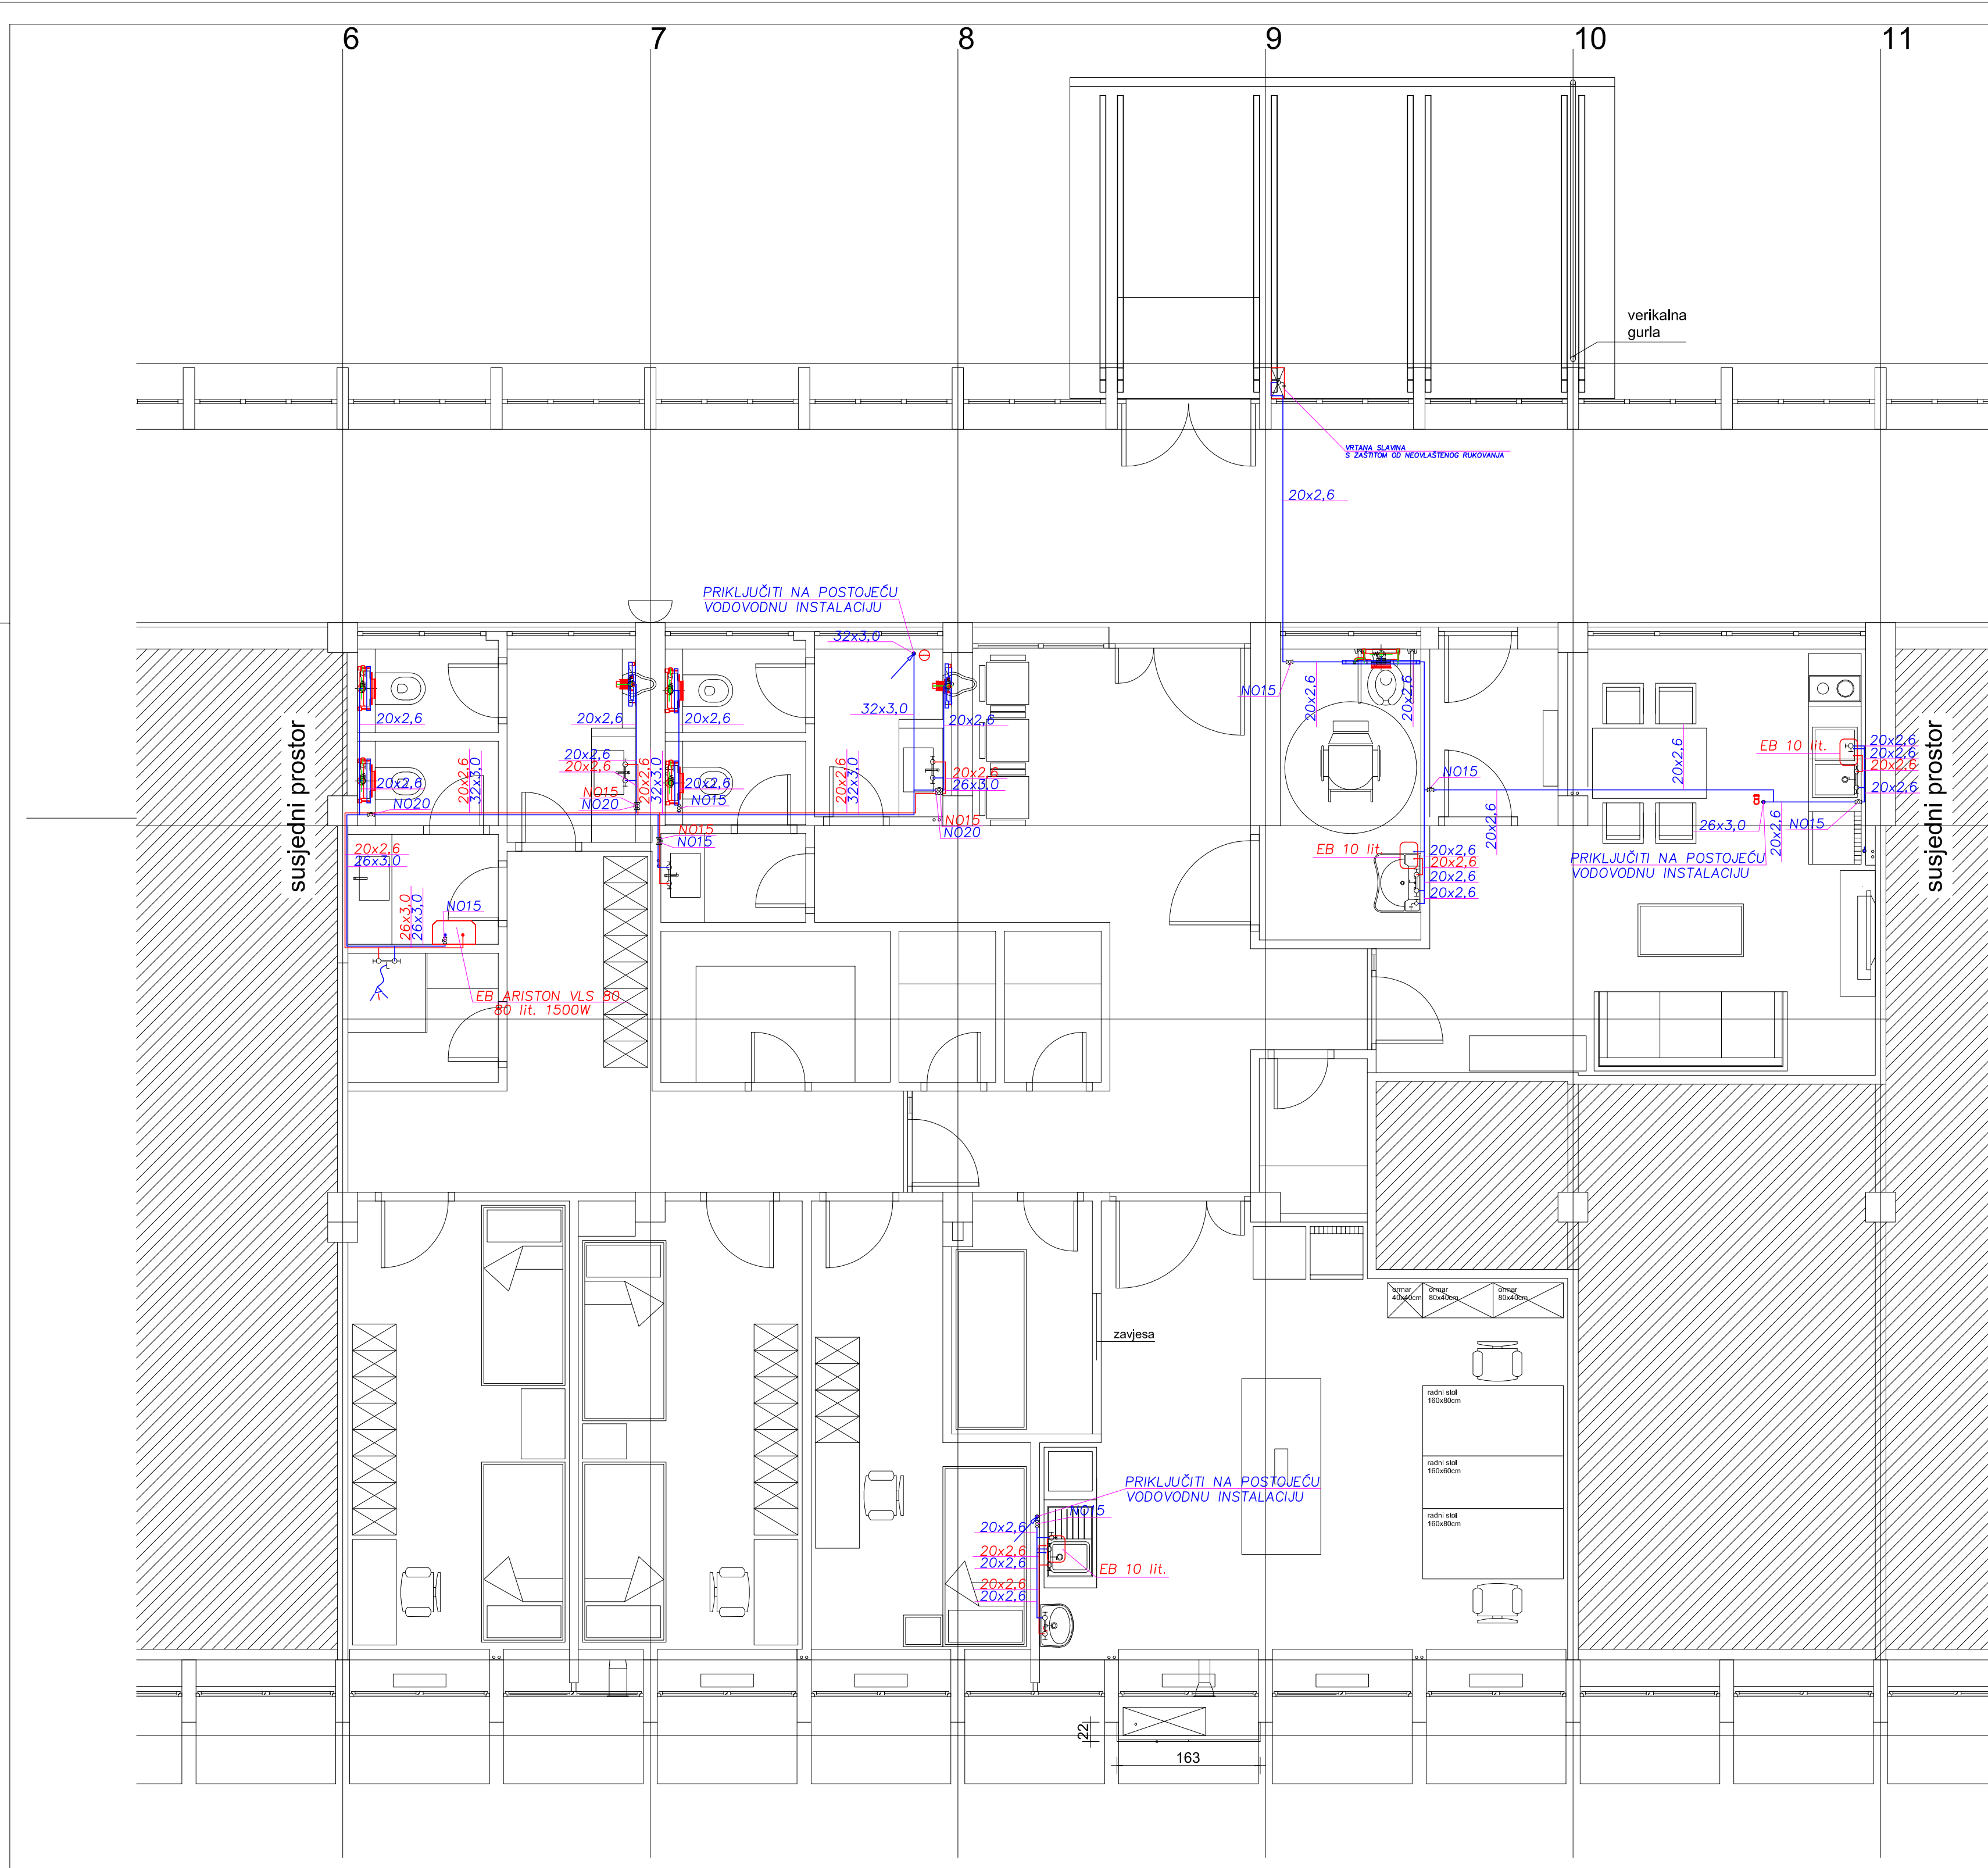 6
7
8
9
10
11
verikalna
gurla
VRTANA SLAVINA
S ZAŠTITOM OD NEOVLAŠTENOG RUKOVANJA
20x2,6
PRIKLJUČITI NA POSTOJEĆU
VODOVODNU INSTALACIJU
32x3,0
32x3,0
susjedni prostor
20x2,6
20x2,6
20x2,6
20x2,6
20x2,6
20x2,6
20x2,6
20x2,6
20x2,6
32x3,0
NO20
NO15
NO20
20x2,6
32x3,0
NO15
20x2,6
32x3,0
20x2,6
26x3,0
NO15
NO20
NO15
NO15
20x2,6
26x3,0
26x3,0
26x3,0
NO15
EB ARISTON VLS 80
80 lit. 1500W
NO15
20x2,6
20x2,6
NO15
20x2,6
20x2,6
EB 10 lit.
20x2,6
20x2,6
20x2,6
20x2,6
EB 10 lit.
20x2,6
20x2,6
20x2,6
20x2,6
26x3,0
20x2,6
NO15
PRIKLJUČITI NA POSTOJEĆU
VODOVODNU INSTALACIJU
susjedni prostor
ormar
40x40cm
ormar
80x40cm
ormar
80x40cm
zavjesa
radni stol
160x80cm
radni stol
160x60cm
radni stol
160x80cm
PRIKLJUČITI NA POSTOJEĆU
VODOVODNU INSTALACIJU
NO15
20x2,6
20x2,6
20x2,6
EB 10 lit.
20x2,6
20x2,6
22
163